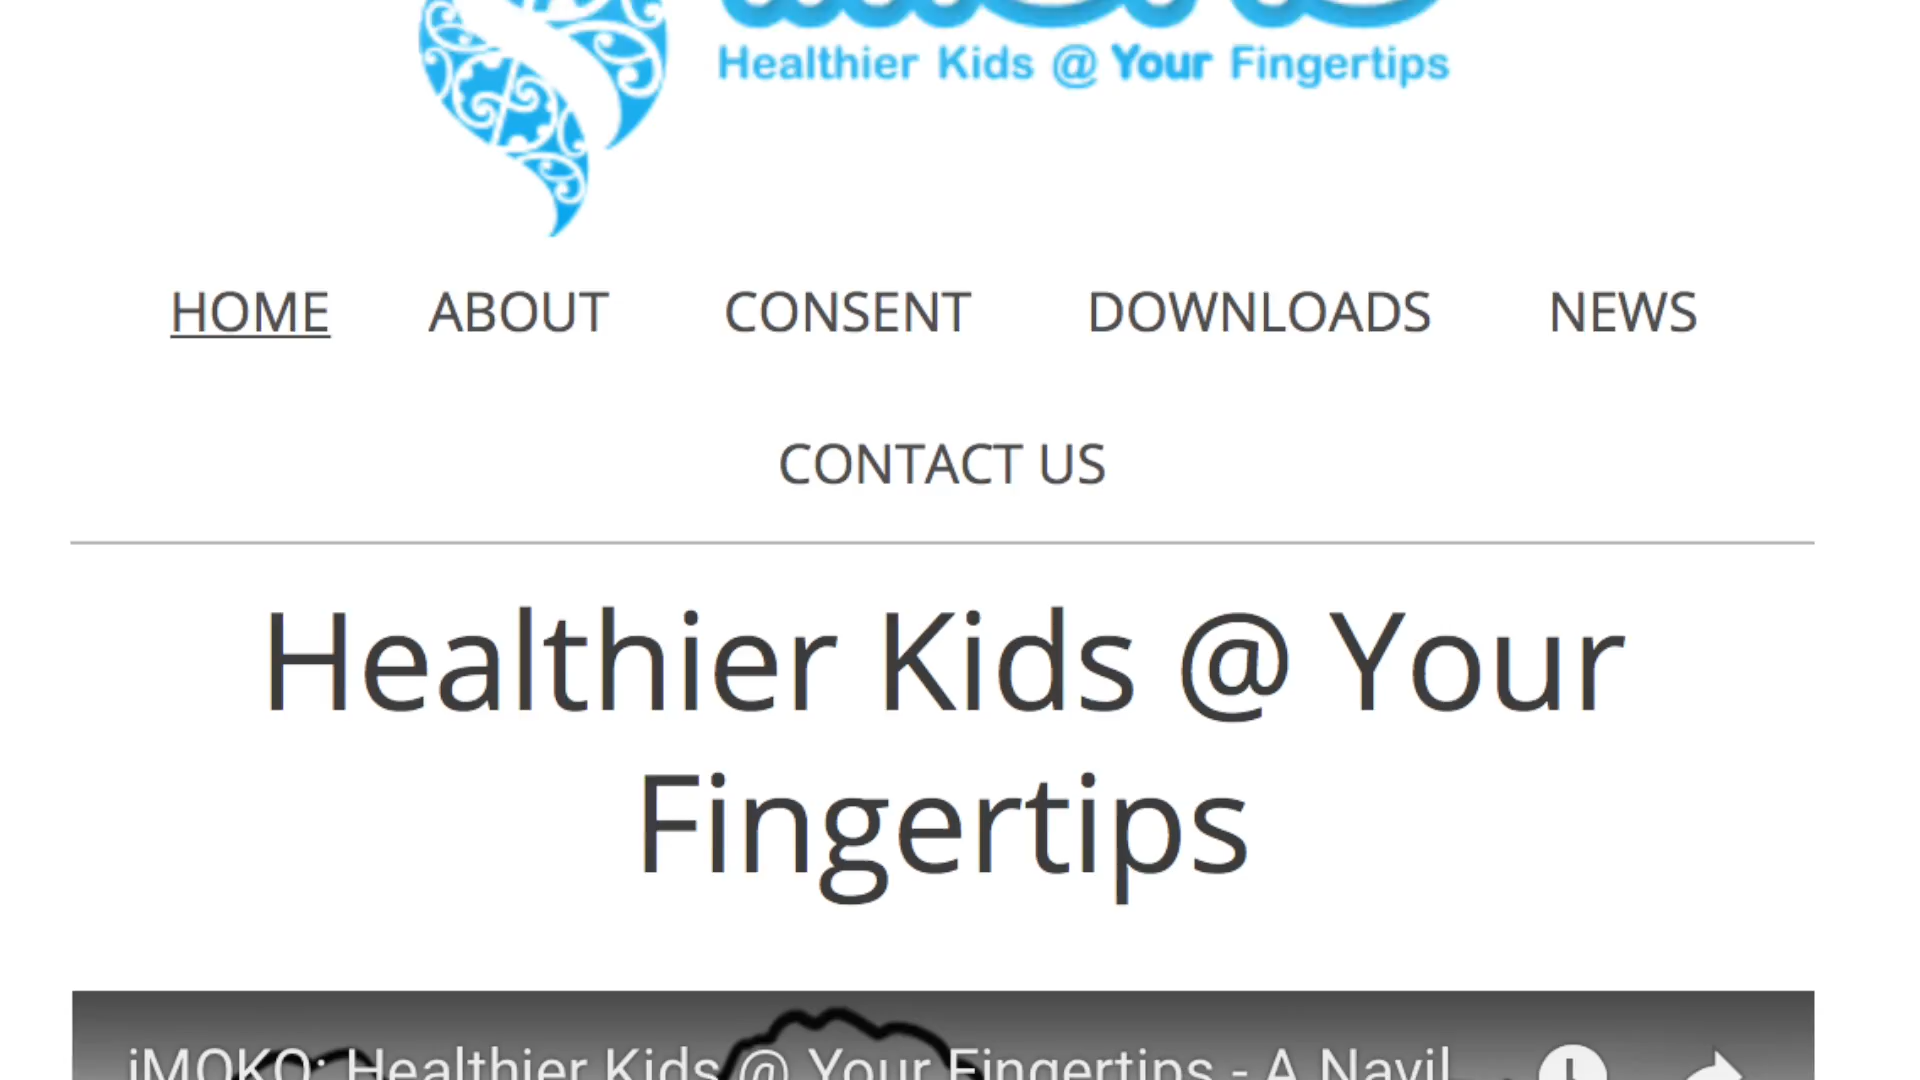 Healthier Kids @ Your Fingertips
HOME ABOUT CONSENT DOWNLOADS NEWS
CONTACT US
Healthier Kids @ Your
Fingertips
iMOKO: Healthier Kids @ Your Fingertips - A Navil